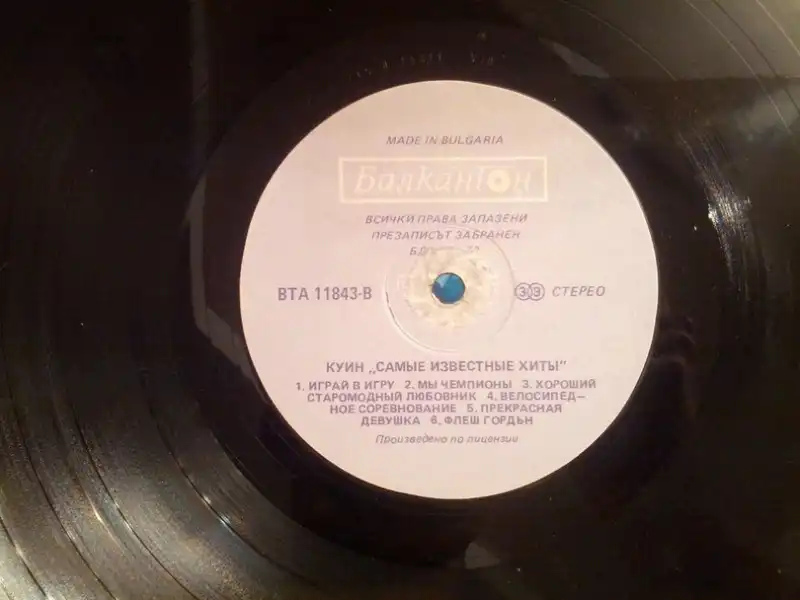 MADE IN BULGARIA
Балкантон
ВСИЧКИ ПРАВА ЗАПАЗЕНИ
ПРЕЗАПИСЪТ ЗАБРАНЕН
ВТА 11843-В
33 СТЕРЕО
КУИН „САМЫЕ ИЗВЕСТНЫЕ ХИТЫ"
1. ИГРАЙ В ИГРУ 2. МЫ ЧЕМПИОНЫ 3. ХОРОШИЙ
СТАРОМОДНЫЙ ЛЮБОВНИК 4. ВЕЛОСИПЕД-
НОЕ СОРЕВНОВАНИЕ 5. ПРЕКРАСНАЯ
ДЕВУШКА 6. ФЛЕШ ГОРДЪН
Произведено по лицензии